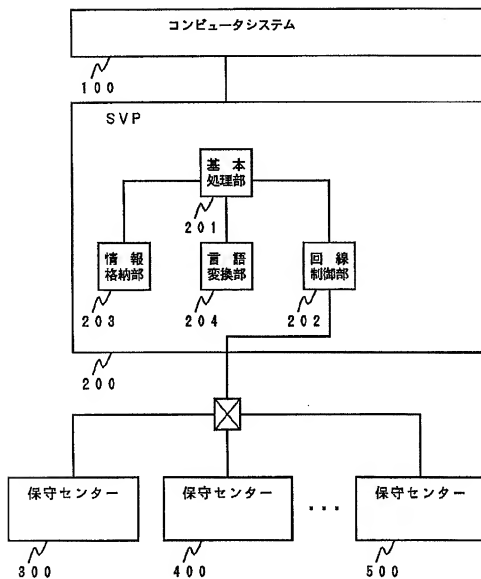 コンピュータシステム
100
SVP
基本
処理部
201
情報
格納部
言語
変換部
回線
制御部
203
204
202
200
保守センター
保守センター
...
保守センター
300
400
500